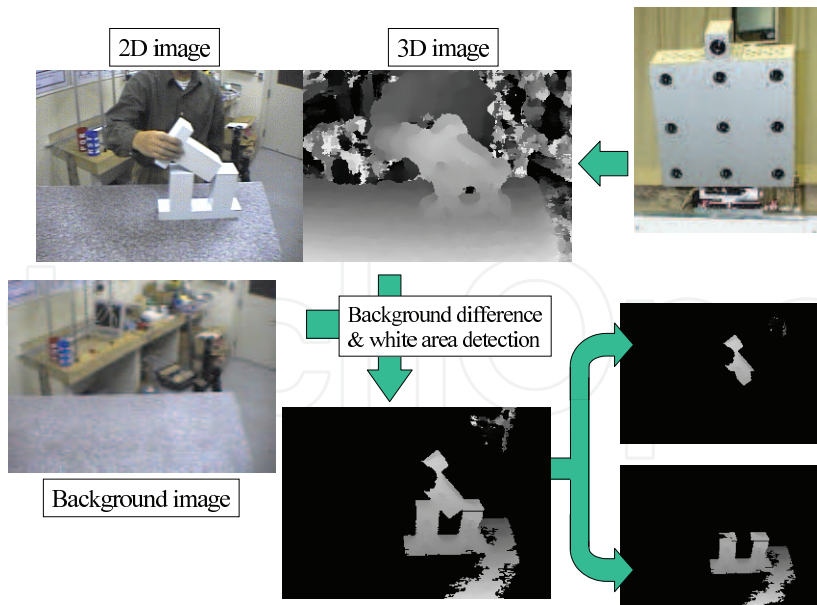 2D image
3D image
Background difference
& white area detection
Background image